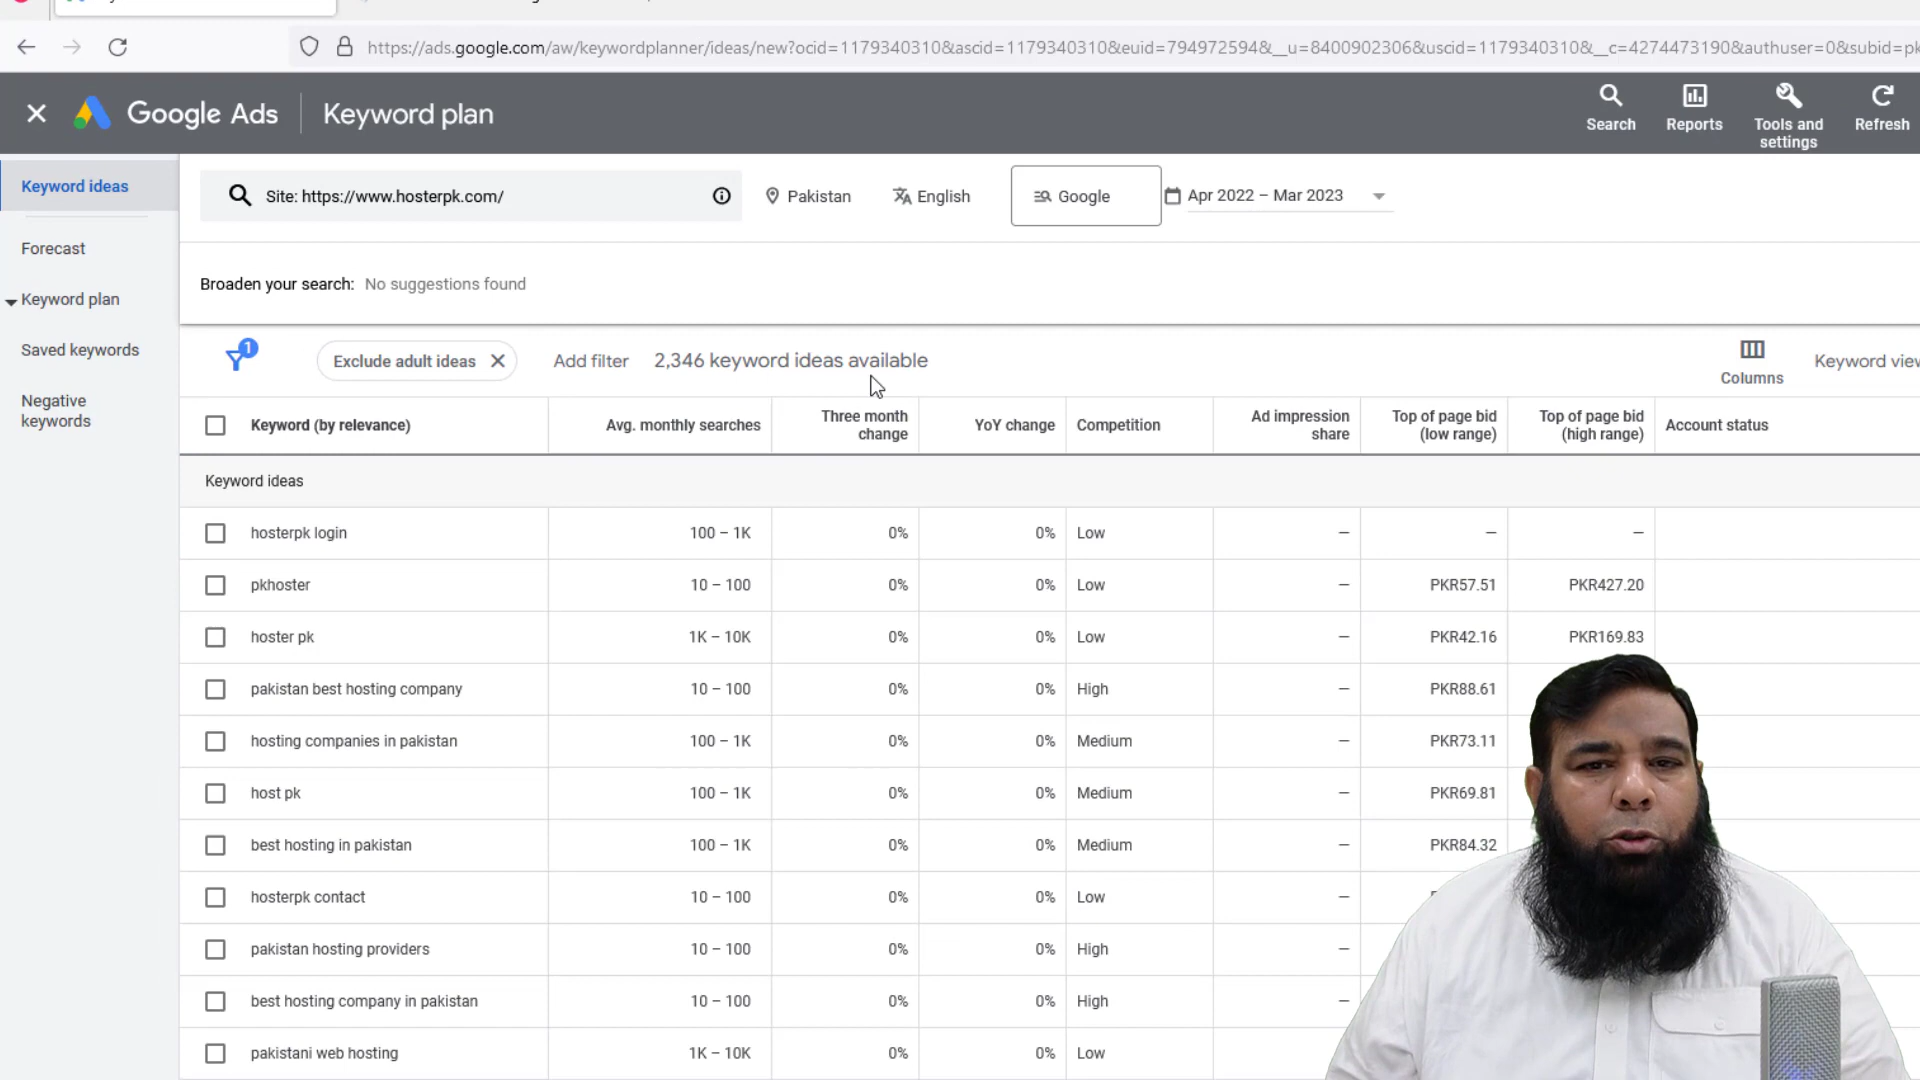 https://ads.google.com/aw/keywordplanner/ideas/new?ocid=1179340310&ascid=1179340310&euid=794972594&__u=8400902306&uscid=1179340310&__c=4274473190&authuser=0&subid=pk
Google Ads Keyword plan
Search Reports Tools and settings Refresh
Keyword ideas
Forecast
Keyword plan
Saved keywords
Negative
keywords
Site: https://www.hosterpk.com/ Pakistan English Google Apr 2022 – Mar 2023
Broaden your search: No suggestions found
1 Exclude adult ideas Add filter 2,346 keyword ideas available Columns Keyword view
Keyword (by relevance) Avg. monthly searches Three month change YoY change Competition Ad impression share Top of page bid (low range) Top of page bid (high range) Account status
Keyword ideas
hosterpk login 100 – 1K 0% 0% Low – – –
pkhoster 10 – 100 0% 0% Low – PKR57.51 PKR427.20
hoster pk 1K – 10K 0% 0% Low – PKR42.16 PKR169.83
pakistan best hosting company 10 – 100 0% 0% High – PKR88.61
hosting companies in pakistan 100 – 1K 0% 0% Medium – PKR73.11
host pk 100 – 1K 0% 0% Medium – PKR69.81
best hosting in pakistan 100 – 1K 0% 0% Medium – PKR84.32
hosterpk contact 10 – 100 0% 0% Low –
pakistan hosting providers 10 – 100 0% 0% High –
best hosting company in pakistan 10 – 100 0% 0% High –
pakistani web hosting 1K – 10K 0% 0% Low